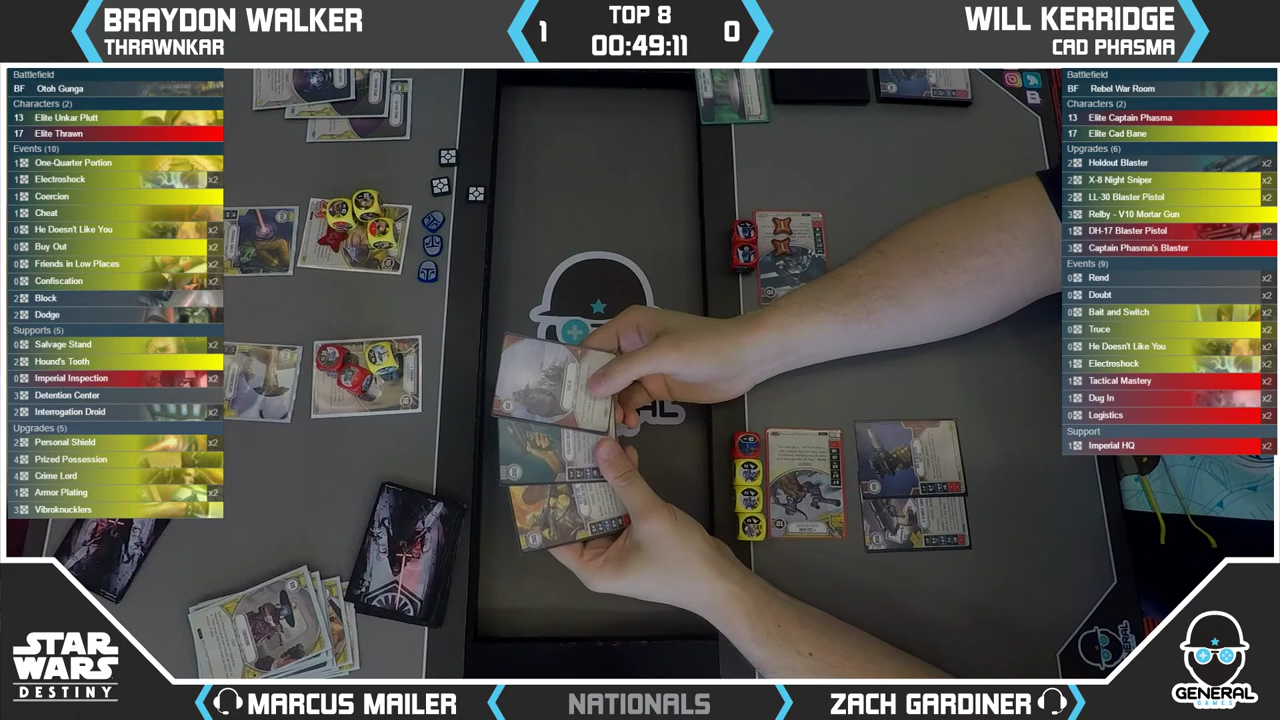 BRAYDON WALKER
THRAWNKAR
1
TOP 8
00:49:11
0
WILL KERRIDGE
CAD PHASMA
Battlefield
BF Otoh Gunga
Characters (2)
13 Elite Unkar Plutt
17 Elite Thrawn
Events (10)
1 One-Quarter Portion
1 Electroshock x2
1 Coercion
1 Cheat
0 He Doesn't Like You x2
0 Buy Out x2
0 Friends in Low Places x2
0 Confiscation x2
2 Block
2 Dodge
Supports (5)
0 Salvage Stand x2
2 Hound's Tooth x2
0 Imperial Inspection x2
3 Detention Center
2 Interrogation Droid x2
Upgrades (5)
2 Personal Shield x2
4 Prized Possession x2
4 Crime Lord
1 Armor Plating x2
3 Vibroknucklers
Battlefield
BF Rebel War Room
Characters (2)
13 Elite Captain Phasma
17 Elite Cad Bane
Upgrades (6)
2 Holdout Blaster x2
2 X-8 Night Sniper x2
2 LL-30 Blaster Pistol x2
3 Relby - V10 Mortar Gun
1 DH-17 Blaster Pistol x2
3 Captain Phasma's Blaster
Events (9)
0 Rend x2
0 Doubt x2
0 Bait and Switch x2
0 Truce x2
0 He Doesn't Like You x2
1 Electroshock x2
1 Tactical Mastery x2
1 Dug In x2
0 Logistics x2
Support
1 Imperial HQ x2
STAR
WARS
DESTINY
MARCUS MAILER
NATIONALS
ZACH GARDINER
GENERAL
GAMES